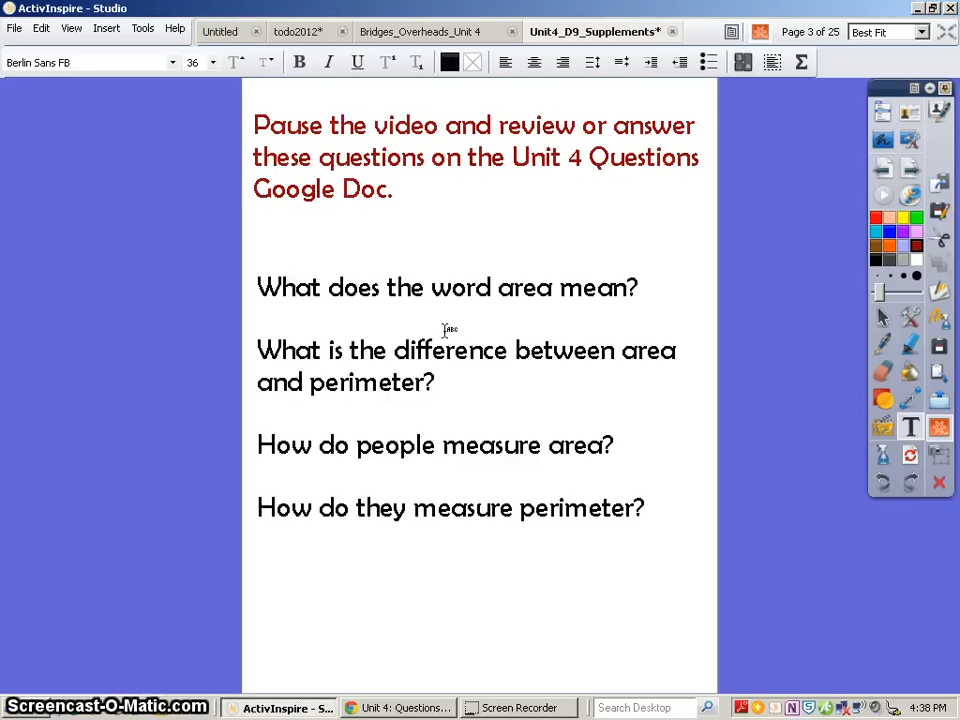 ActivInspire - Studio
File Edit View Insert Tools Help
Untitled todo2012* Bridges_Overheads_Unit 4 Unit4_D9_Supplements*
Page 3 of 25 Best Fit
Berlin Sans FB 36
Pause the video and review or answer
these questions on the Unit 4 Questions
Google Doc.
What does the word area mean?
ABC
What is the difference between area
and perimeter?
How do people measure area?
How do they measure perimeter?
Screencast-O-Matic.com
ActivInspire - S... Unit 4: Questions... Screen Recorder Search Desktop 4:38 PM